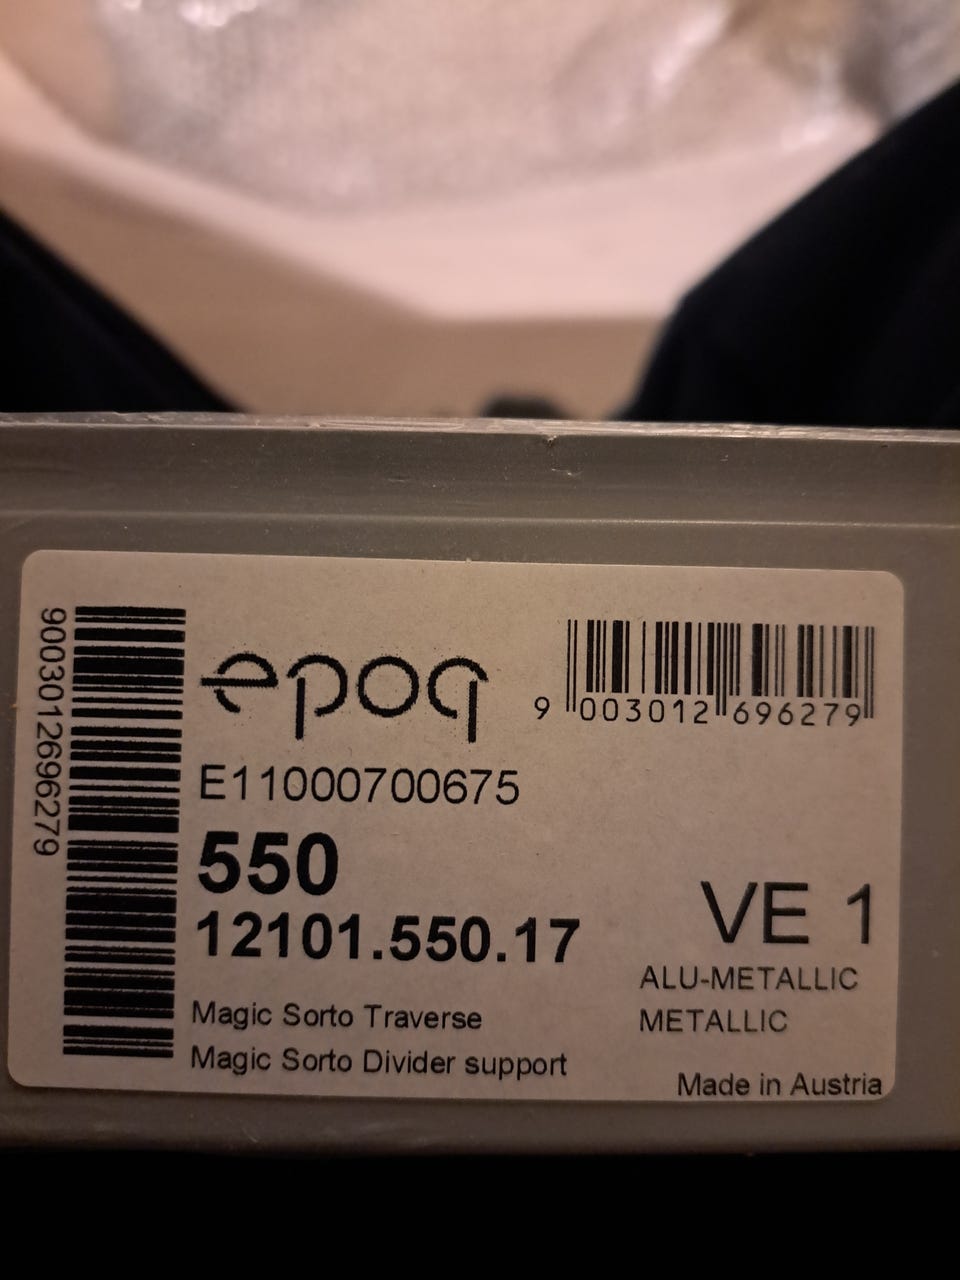 9003012696279
epoq
9 003012 696279
E11000700675
550
12101.550.17
VE 1
ALU-METALLIC
METALLIC
Magic Sorto Traverse
Magic Sorto Divider support
Made in Austria